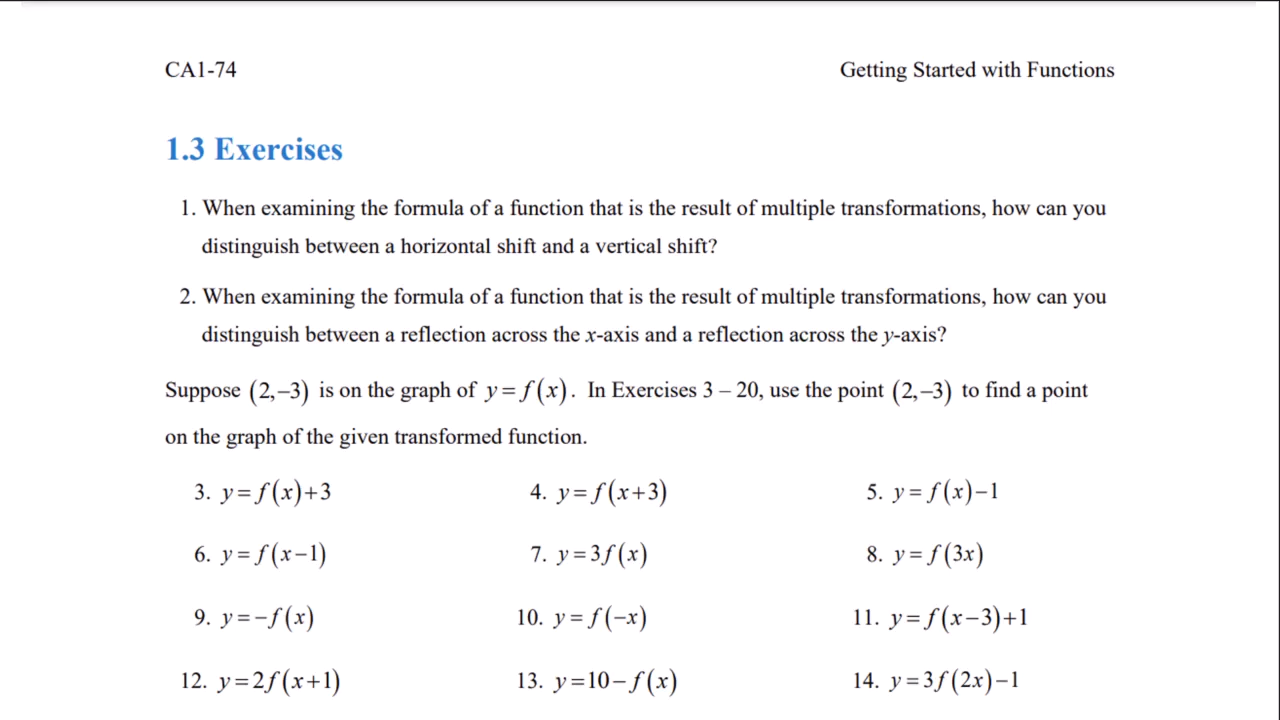 CA1-74 Getting Started with Functions
1.3 Exercises
1. When examining the formula of a function that is the result of multiple transformations, how can you
distinguish between a horizontal shift and a vertical shift?
2. When examining the formula of a function that is the result of multiple transformations, how can you
distinguish between a reflection across the x-axis and a reflection across the y-axis?
Suppose (2,−3) is on the graph of y=f(x). In Exercises 3 – 20, use the point (2,−3) to find a point
on the graph of the given transformed function.
3. y=f(x)+3 4. y=f(x+3) 5. y=f(x)−1
6. y=f(x−1) 7. y=3f(x) 8. y=f(3x)
9. y=−f(x) 10. y=f(−x) 11. y=f(x−3)+1
12. y=2f(x+1) 13. y=10−f(x) 14. y=3f(2x)−1